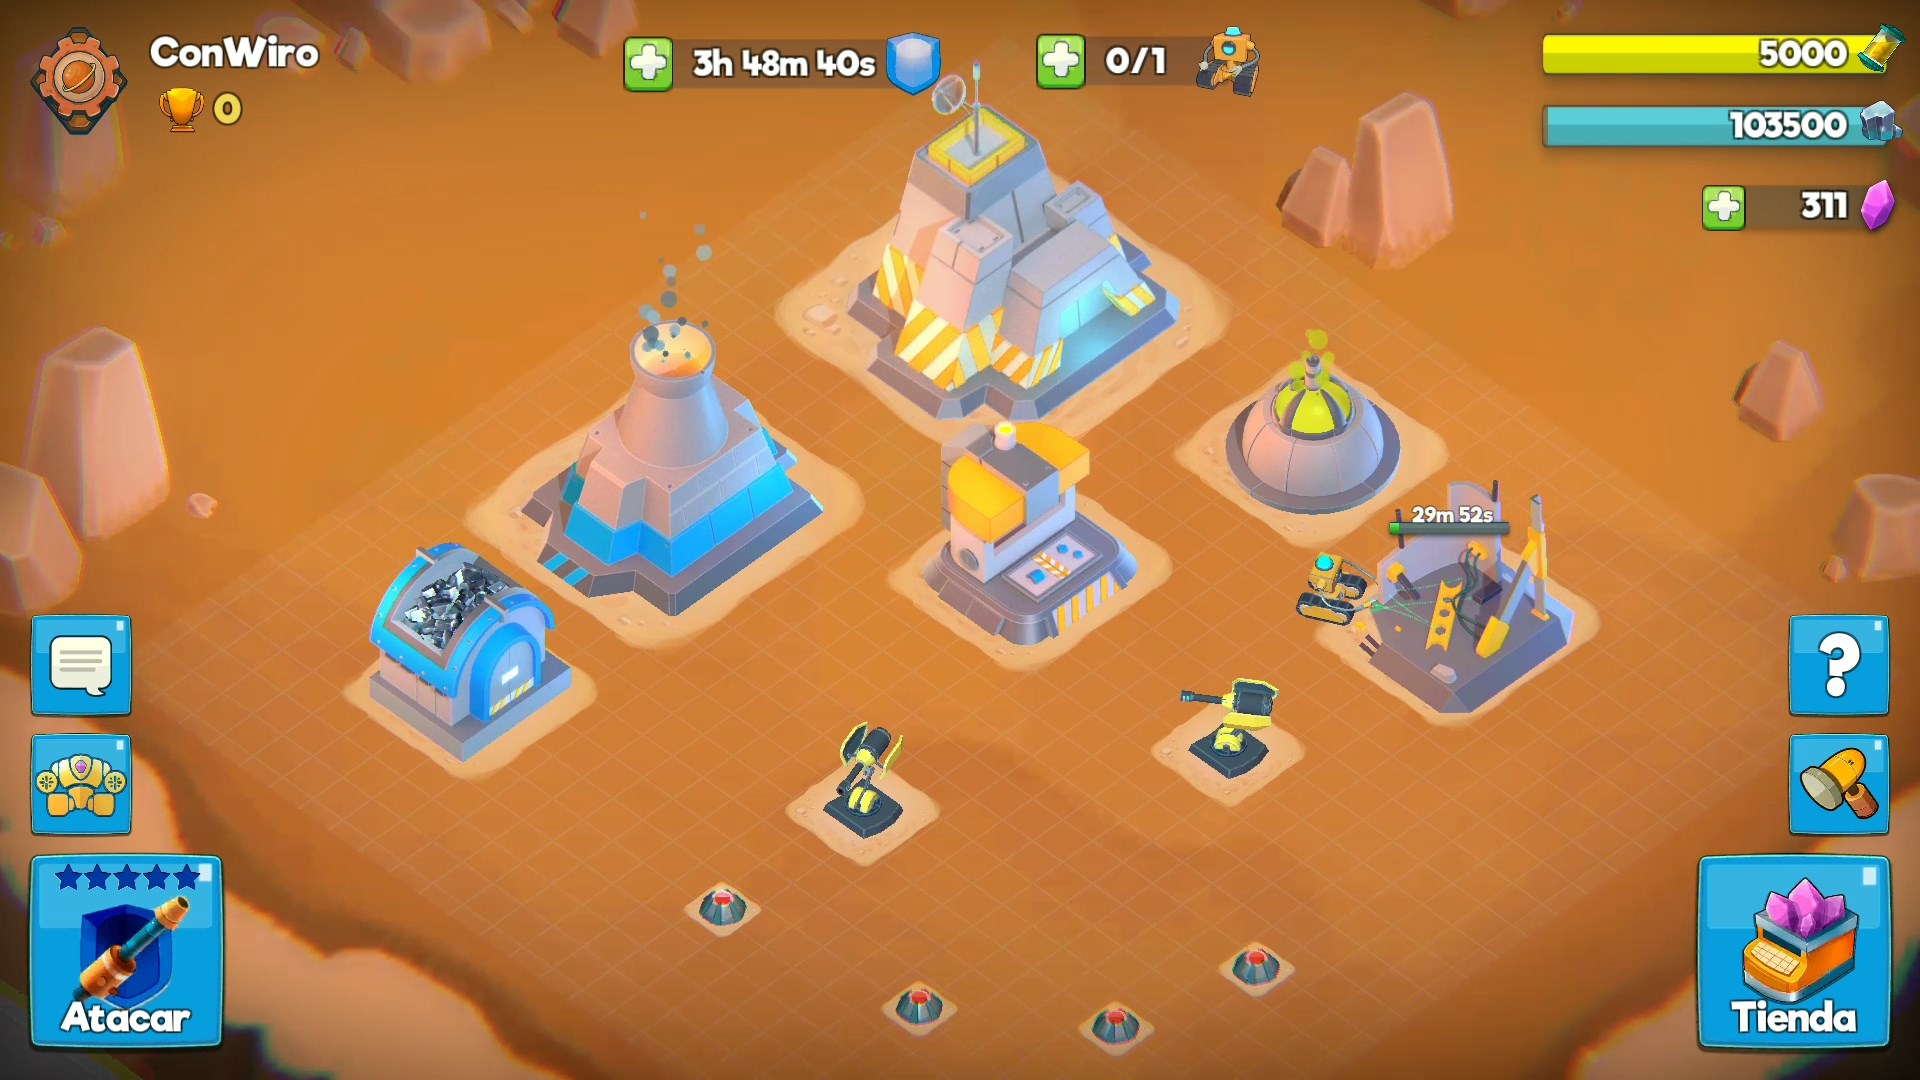 ConWiro
0
3h 48m 40s
0/1
5000
103500
311
29m 52s
Atacar
?
Tienda